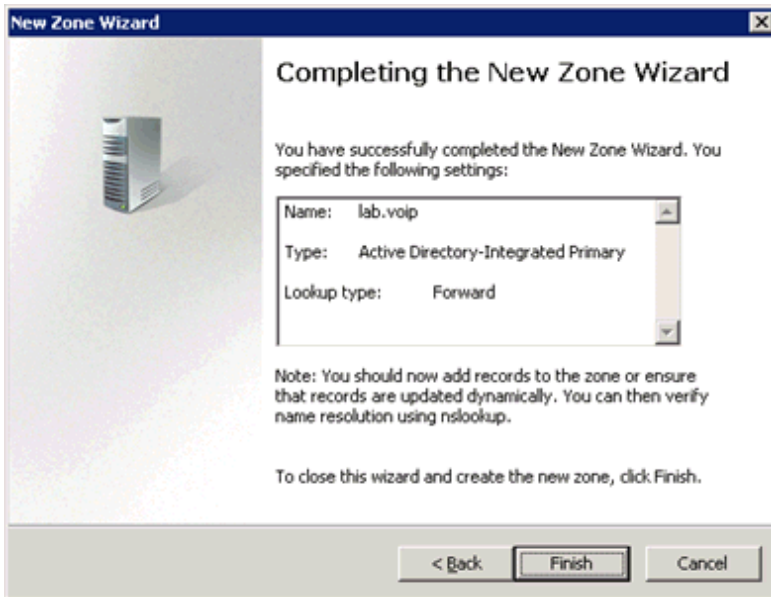 New Zone Wizard
Completing the New Zone Wizard
You have successfully completed the New Zone Wizard. You
specified the following settings:
Name: lab.voip
Type: Active Directory-Integrated Primary
Lookup type: Forward
Note: You should now add records to the zone or ensure
that records are updated dynamically. You can then verify
name resolution using nslookup.
To close this wizard and create the new zone, click Finish.
< Back Finish Cancel